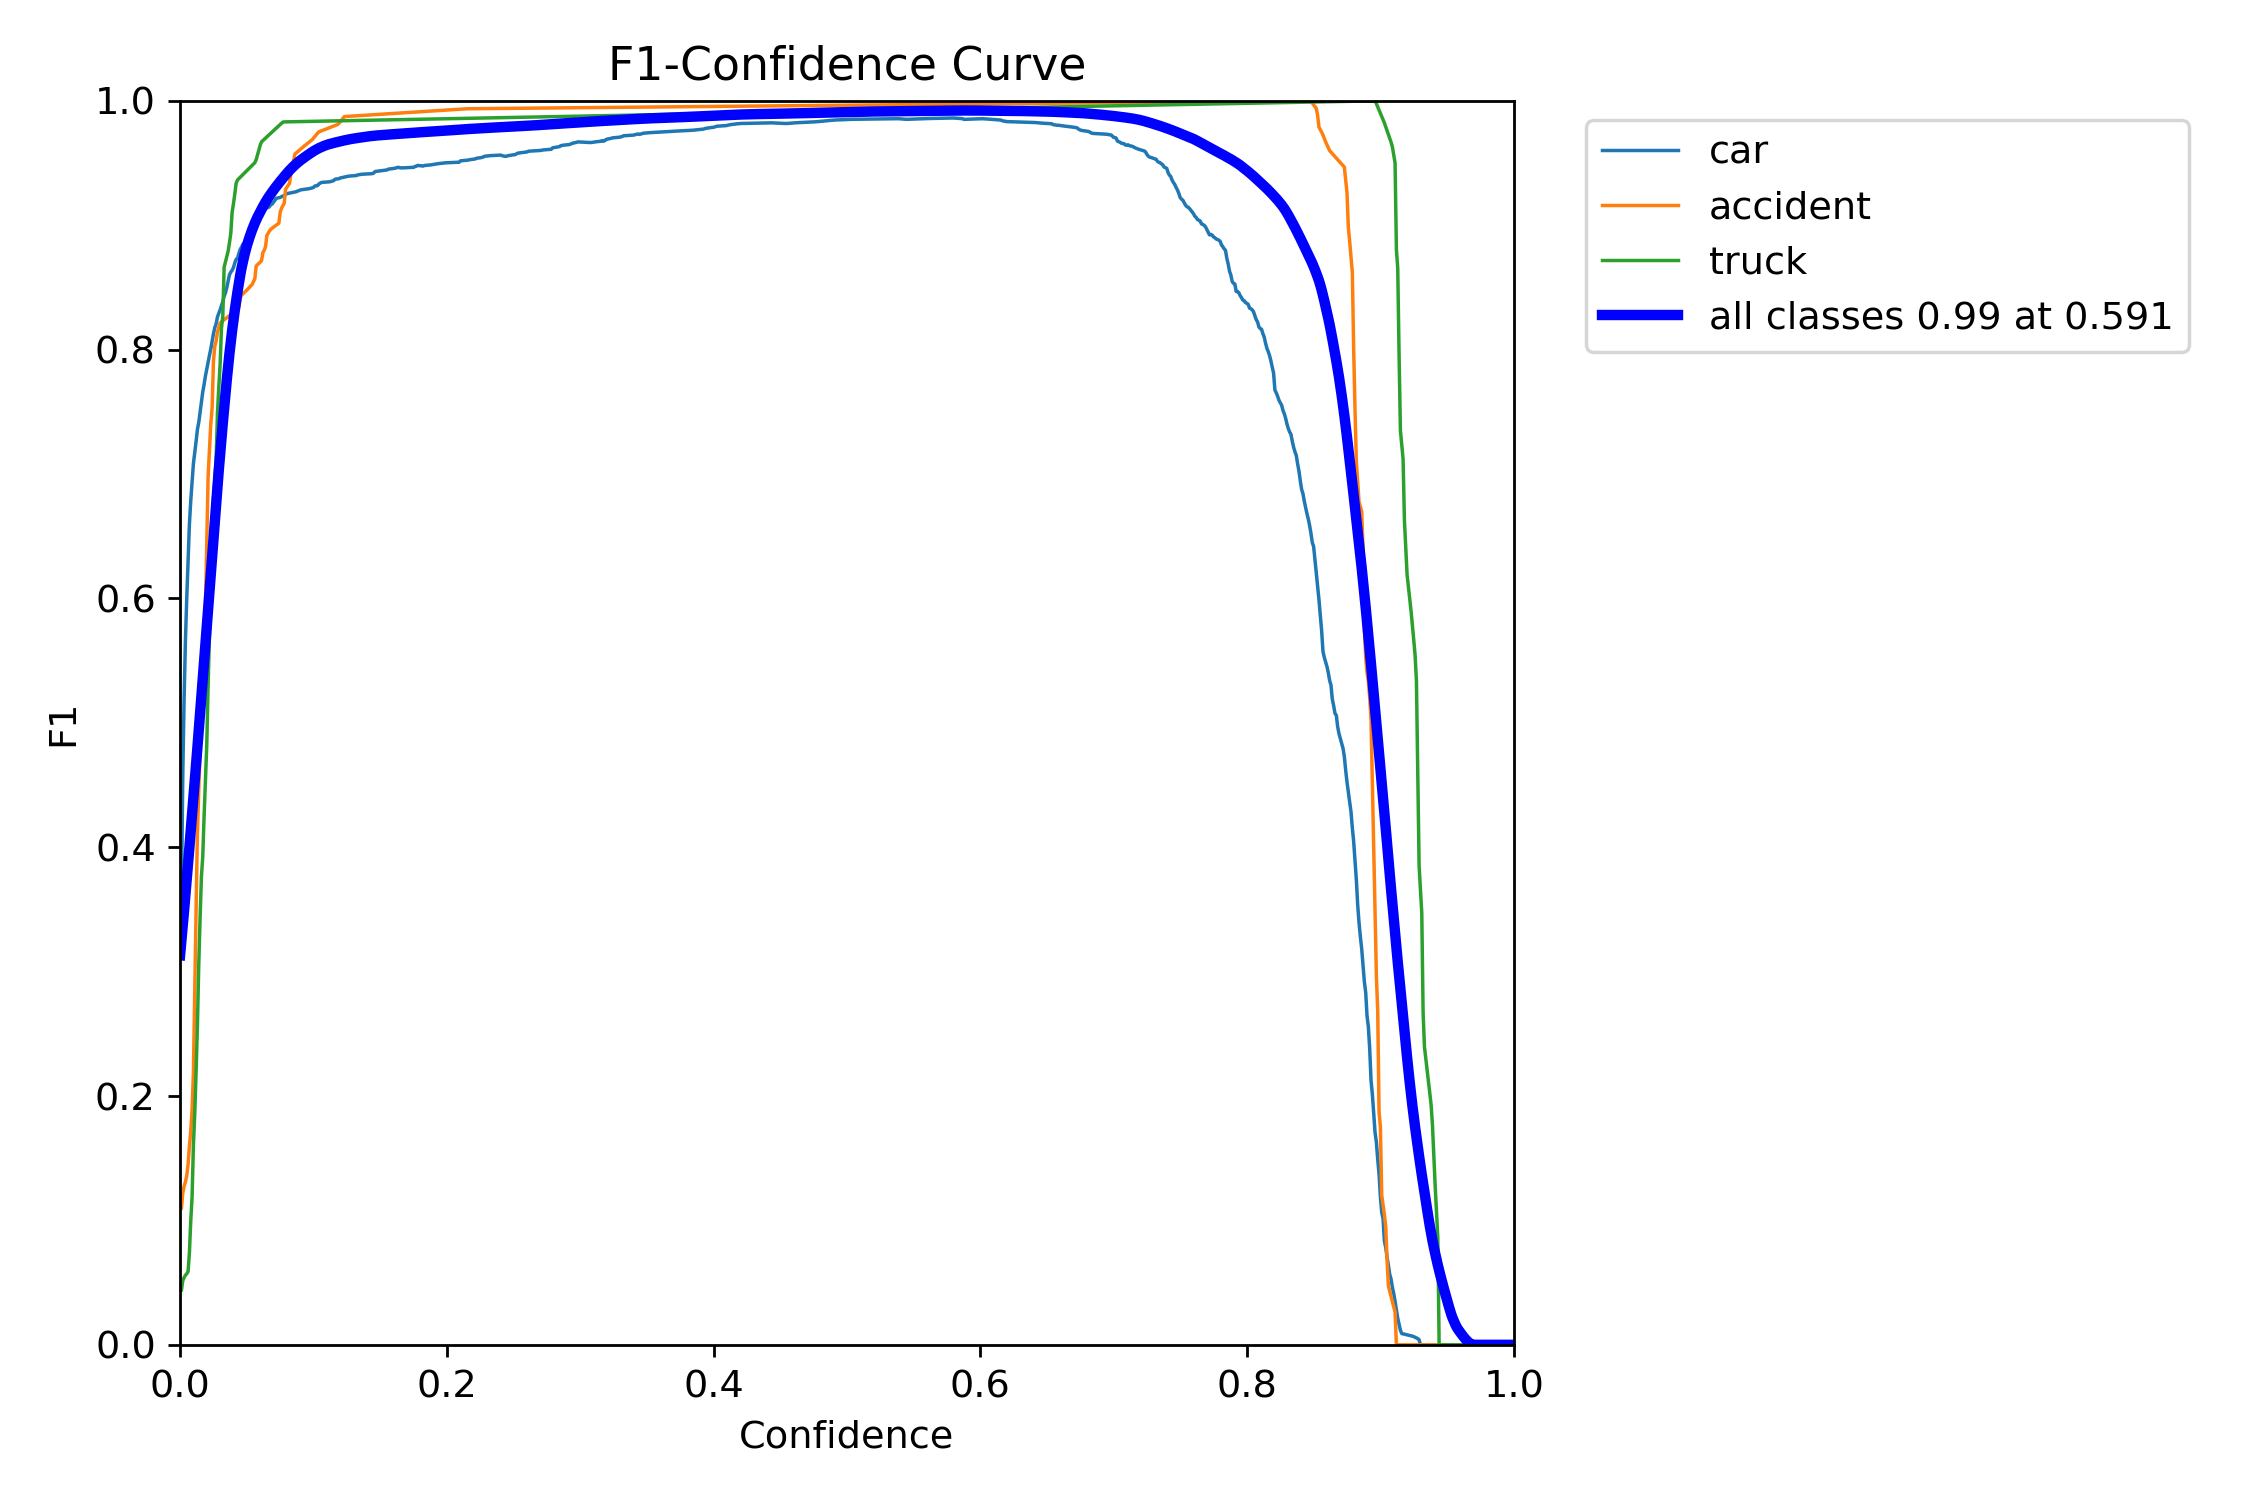 F1-Confidence Curve
1.0
0.8
0.6
0.4
0.2
0.0
F1
0.0 0.2 0.4 0.6 0.8 1.0
Confidence
car
accident
truck
all classes 0.99 at 0.591